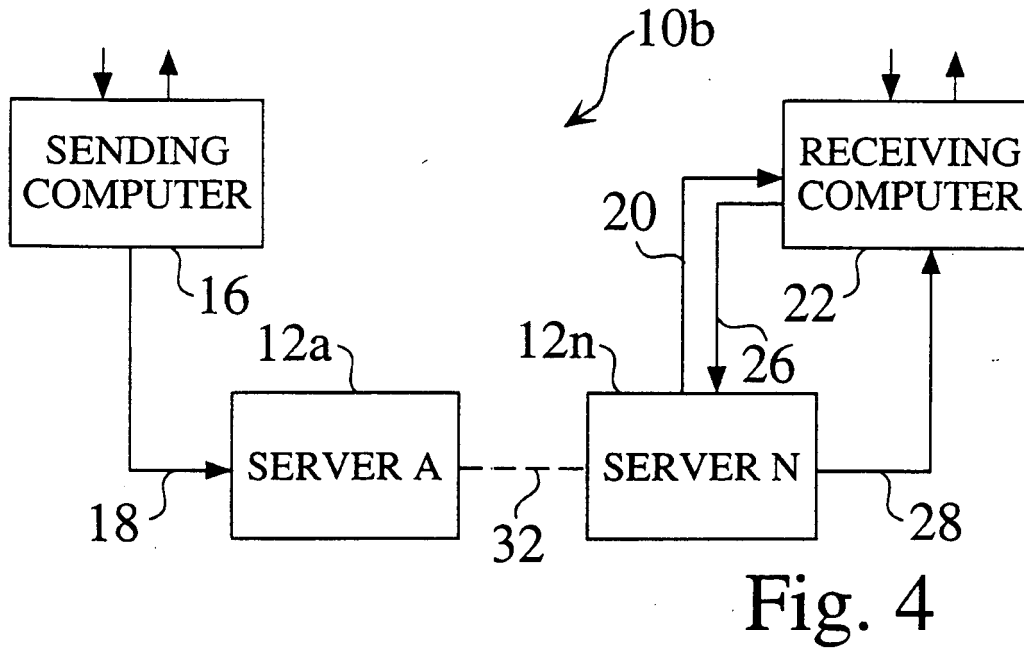 10b
SENDING
COMPUTER
RECEIVING
COMPUTER
20
16
22
12a
12n
26
SERVER A
SERVER N
18
32
28
Fig. 4